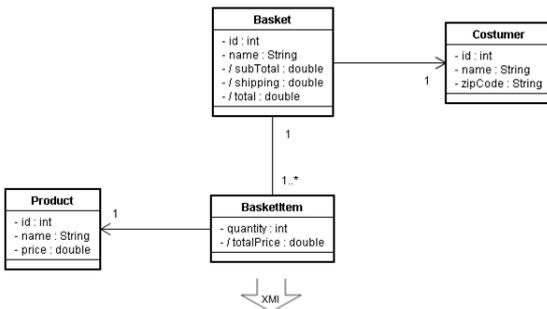 Basket
- id : int
- name : String
- / subTotal : double
- / shipping : double
- / total : double
Costumer
- id : int
- name : String
- zipCode : String
1
1
1..*
Product
- id : int
- name : String
- price : double
1
BasketItem
- quantity : int
- / totalPrice : double
XMI